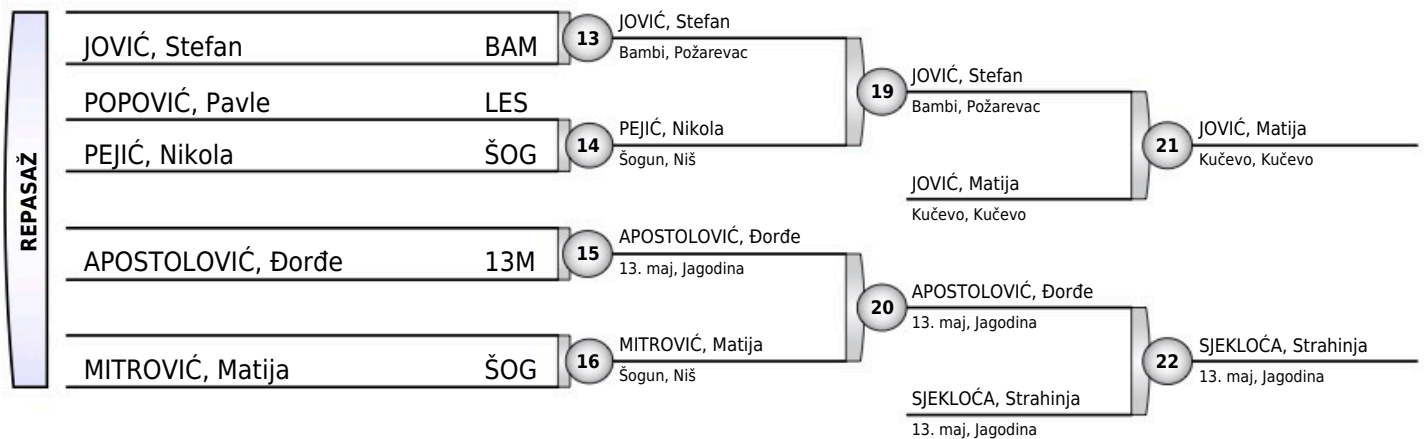 REPASAŽ
JOVIĆ, Stefan BAM
POPOVIĆ, Pavle LES
PEJIĆ, Nikola ŠOG
APOSTOLOVIĆ, Đorđe 13M
MITROVIĆ, Matija ŠOG
13
JOVIĆ, Stefan
Bambi, Požarevac
14
PEJIĆ, Nikola
Šogun, Niš
15
APOSTOLOVIĆ, Đorđe
13. maj, Jagodina
16
MITROVIĆ, Matija
Šogun, Niš
19
JOVIĆ, Stefan
Bambi, Požarevac
JOVIĆ, Matija
Kučevo, Kučevo
20
APOSTOLOVIĆ, Đorđe
13. maj, Jagodina
SJEKLOĆA, Strahinja
13. maj, Jagodina
21
JOVIĆ, Matija
Kučevo, Kučevo
22
SJEKLOĆA, Strahinja
13. maj, Jagodina